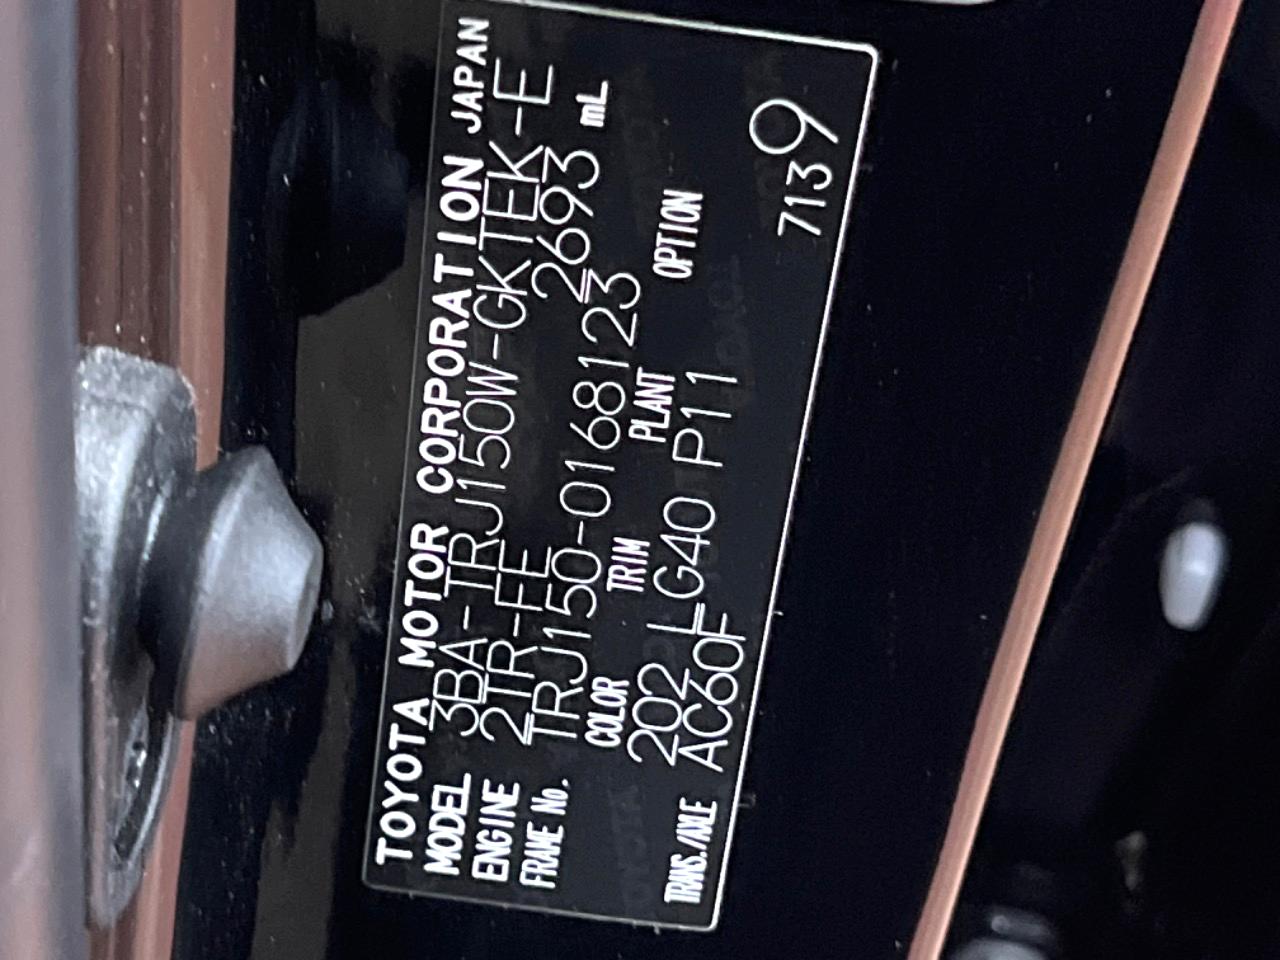 TOYOTA MOTOR CORPORATION JAPAN
MODEL 3BA-TRJ150W-GKTEK-E
ENGINE 2TR-FE 2693 mL
FRAME No. TRJ150-0168123
COLOR TRIM PLANT OPTION
202 LG40 P11
TRANS./AXLE AC60F
7139